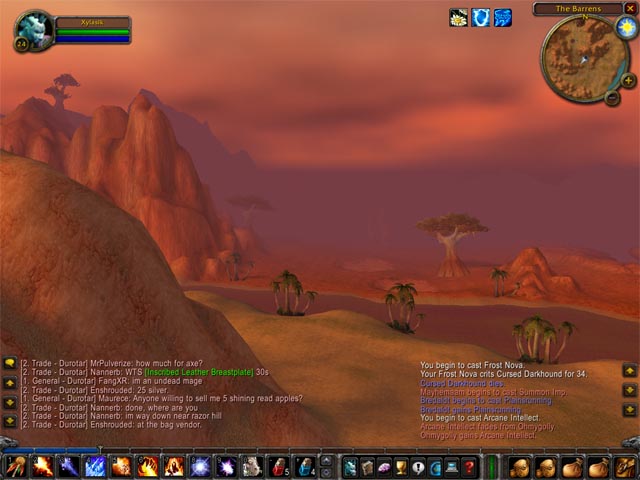 Xylasik
24
The Barrens
N
[2. Trade - Durotar] MrPulverize: how much for axe?
[2. Trade - Durotar] Nannerb: WTS [Inscribed Leather Breastplate] 30s
[1. General - Durotar] FangXR: im an undead mage
[2. Trade - Durotar] Enshrouded: 25 silver.
[1. General - Durotar] Maurece: Anyone willing to sell me 5 shining read apples?
[2. Trade - Durotar] Nannerb: done, where are you
[2. Trade - Durotar] Nannerb: im way down near razor hill
[2. Trade - Durotar] Enshrouded: at the bag vendor.
You begin to cast Frost Nova.
Your Frost Nova crits Cursed Darkhound for 34.
Cursed Darkhound dies.
begins to cast Summon Imp.
Bredalot begins to cast Plainsrunning.
Bredalot gains Plainsrunning.
You begin to cast Arcane Intellect.
Arcane Intellect fades from Ohmygolly.
Ohmygolly gains Arcane Intellect.
5
4